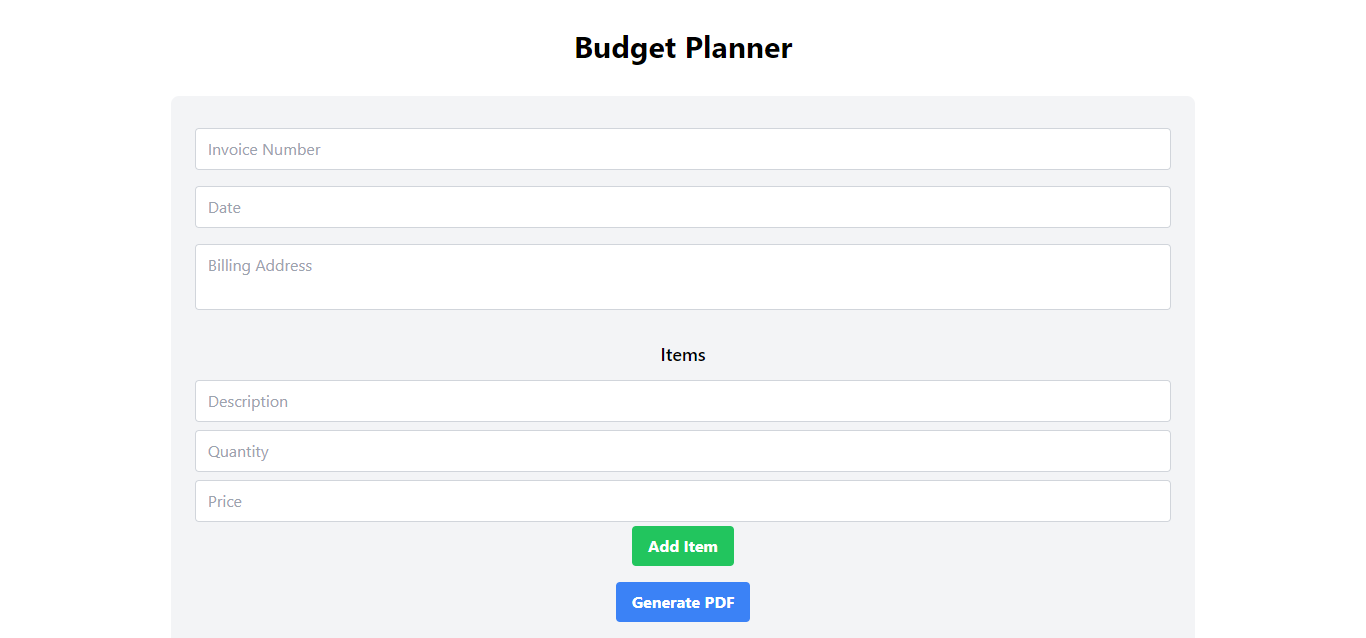 Budget Planner
Invoice Number
Date
Billing Address
Items
Description
Quantity
Price
Add Item
Generate PDF